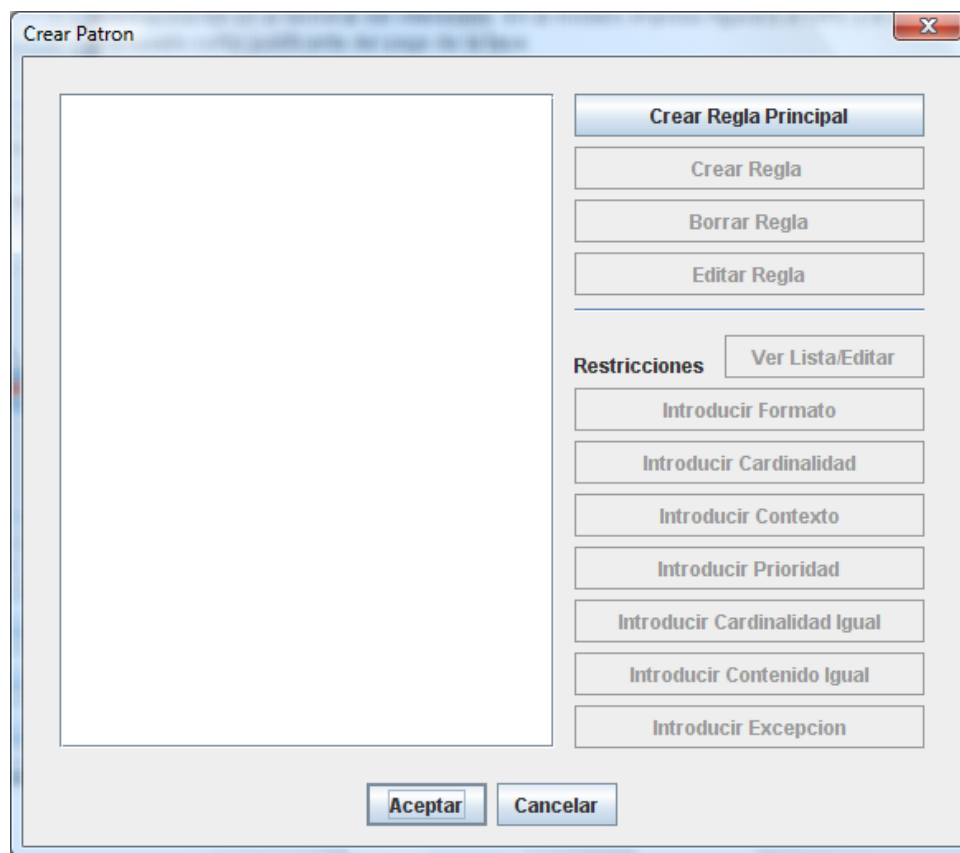 Crear Patron
Crear Regla Principal
Crear Regla
Borrar Regla
Editar Regla
Restricciones
Ver Lista/Editar
Introducir Formato
Introducir Cardinalidad
Introducir Contexto
Introducir Prioridad
Introducir Cardinalidad Igual
Introducir Contenido Igual
Introducir Excepcion
Aceptar
Cancelar